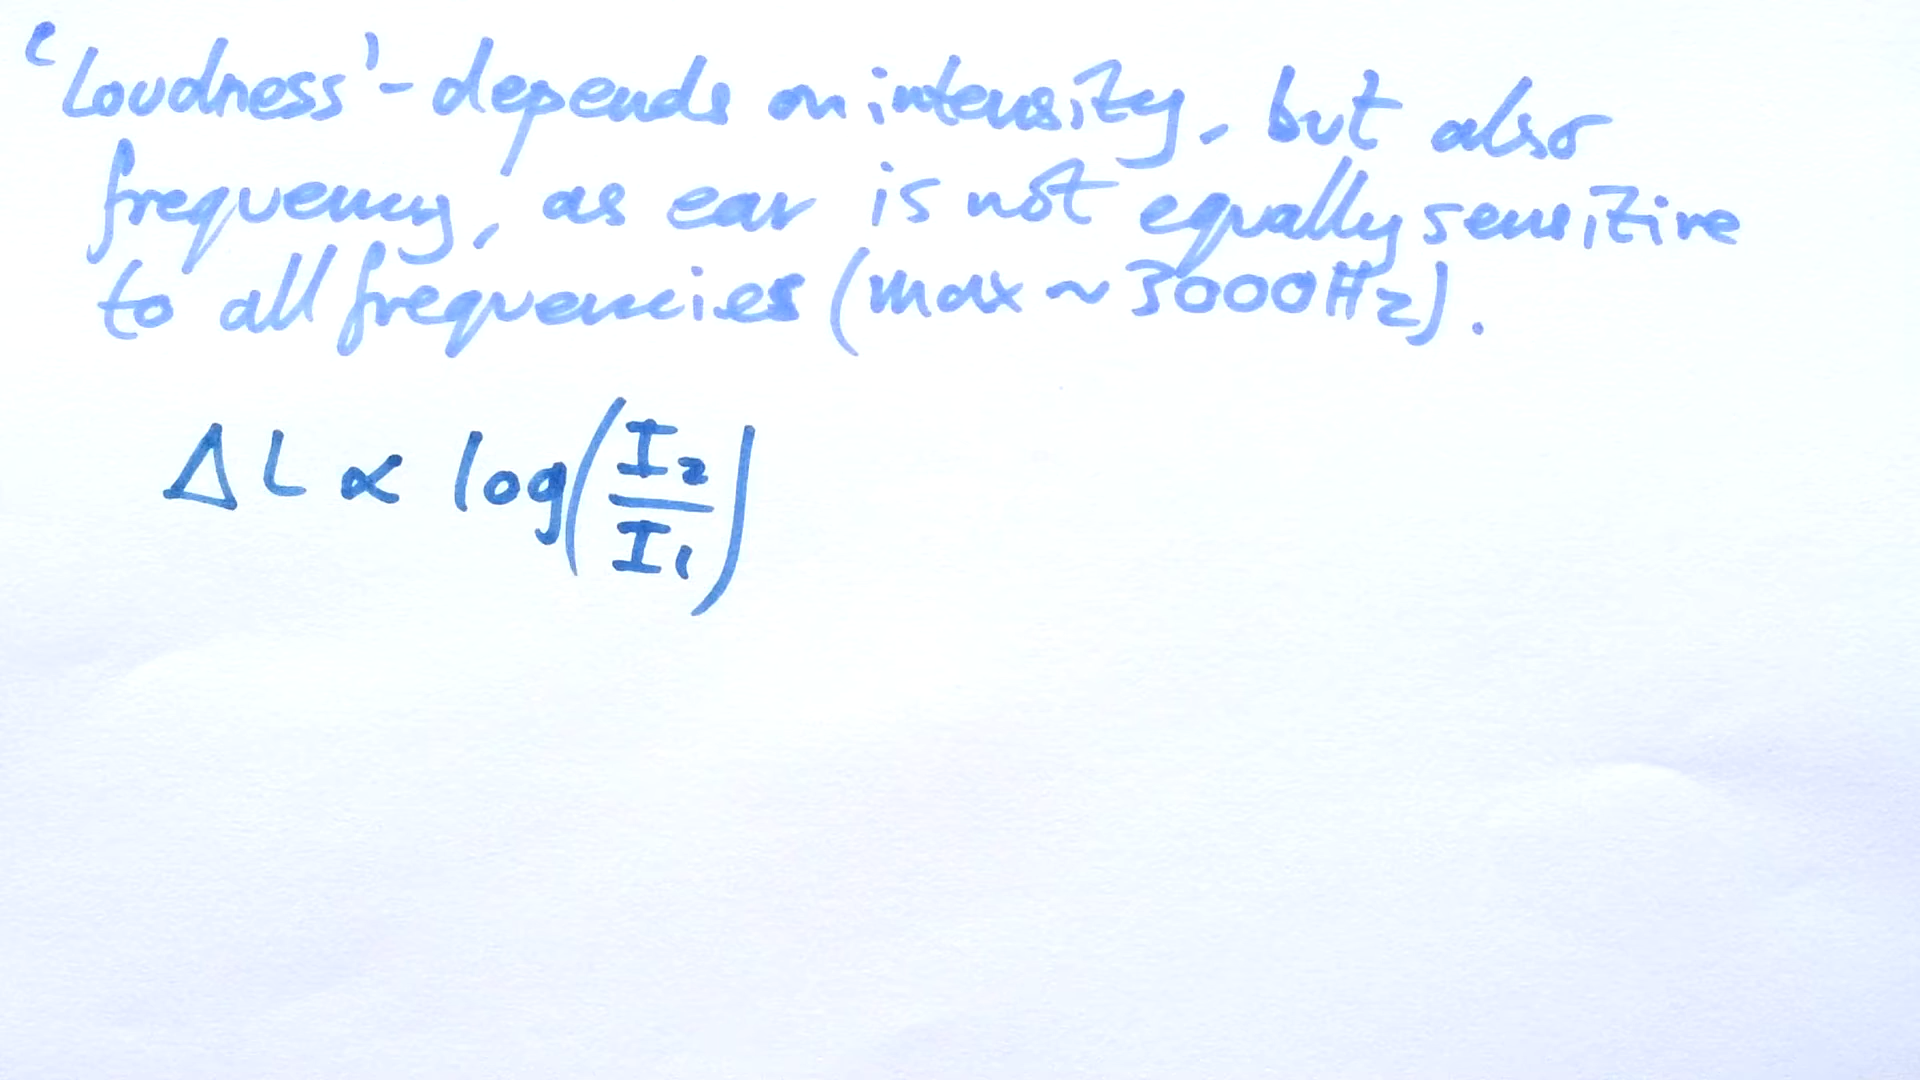 'Loudness' - depends on intensity, but also
frequency, as ear is not equally sensitive
to all frequencies (max ~ 3000Hz).
ΔL ∝ log(I₂/I₁)